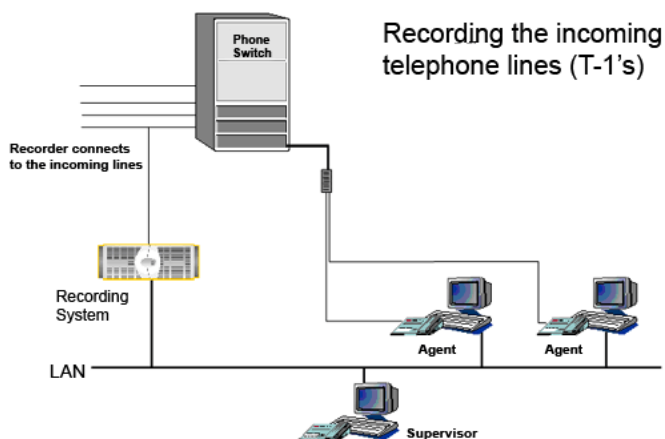 Recording the incoming
telephone lines (T-1's)
Phone
Switch
Recorder connects
to the incoming lines
Recording
System
Agent
Agent
LAN
Supervisor